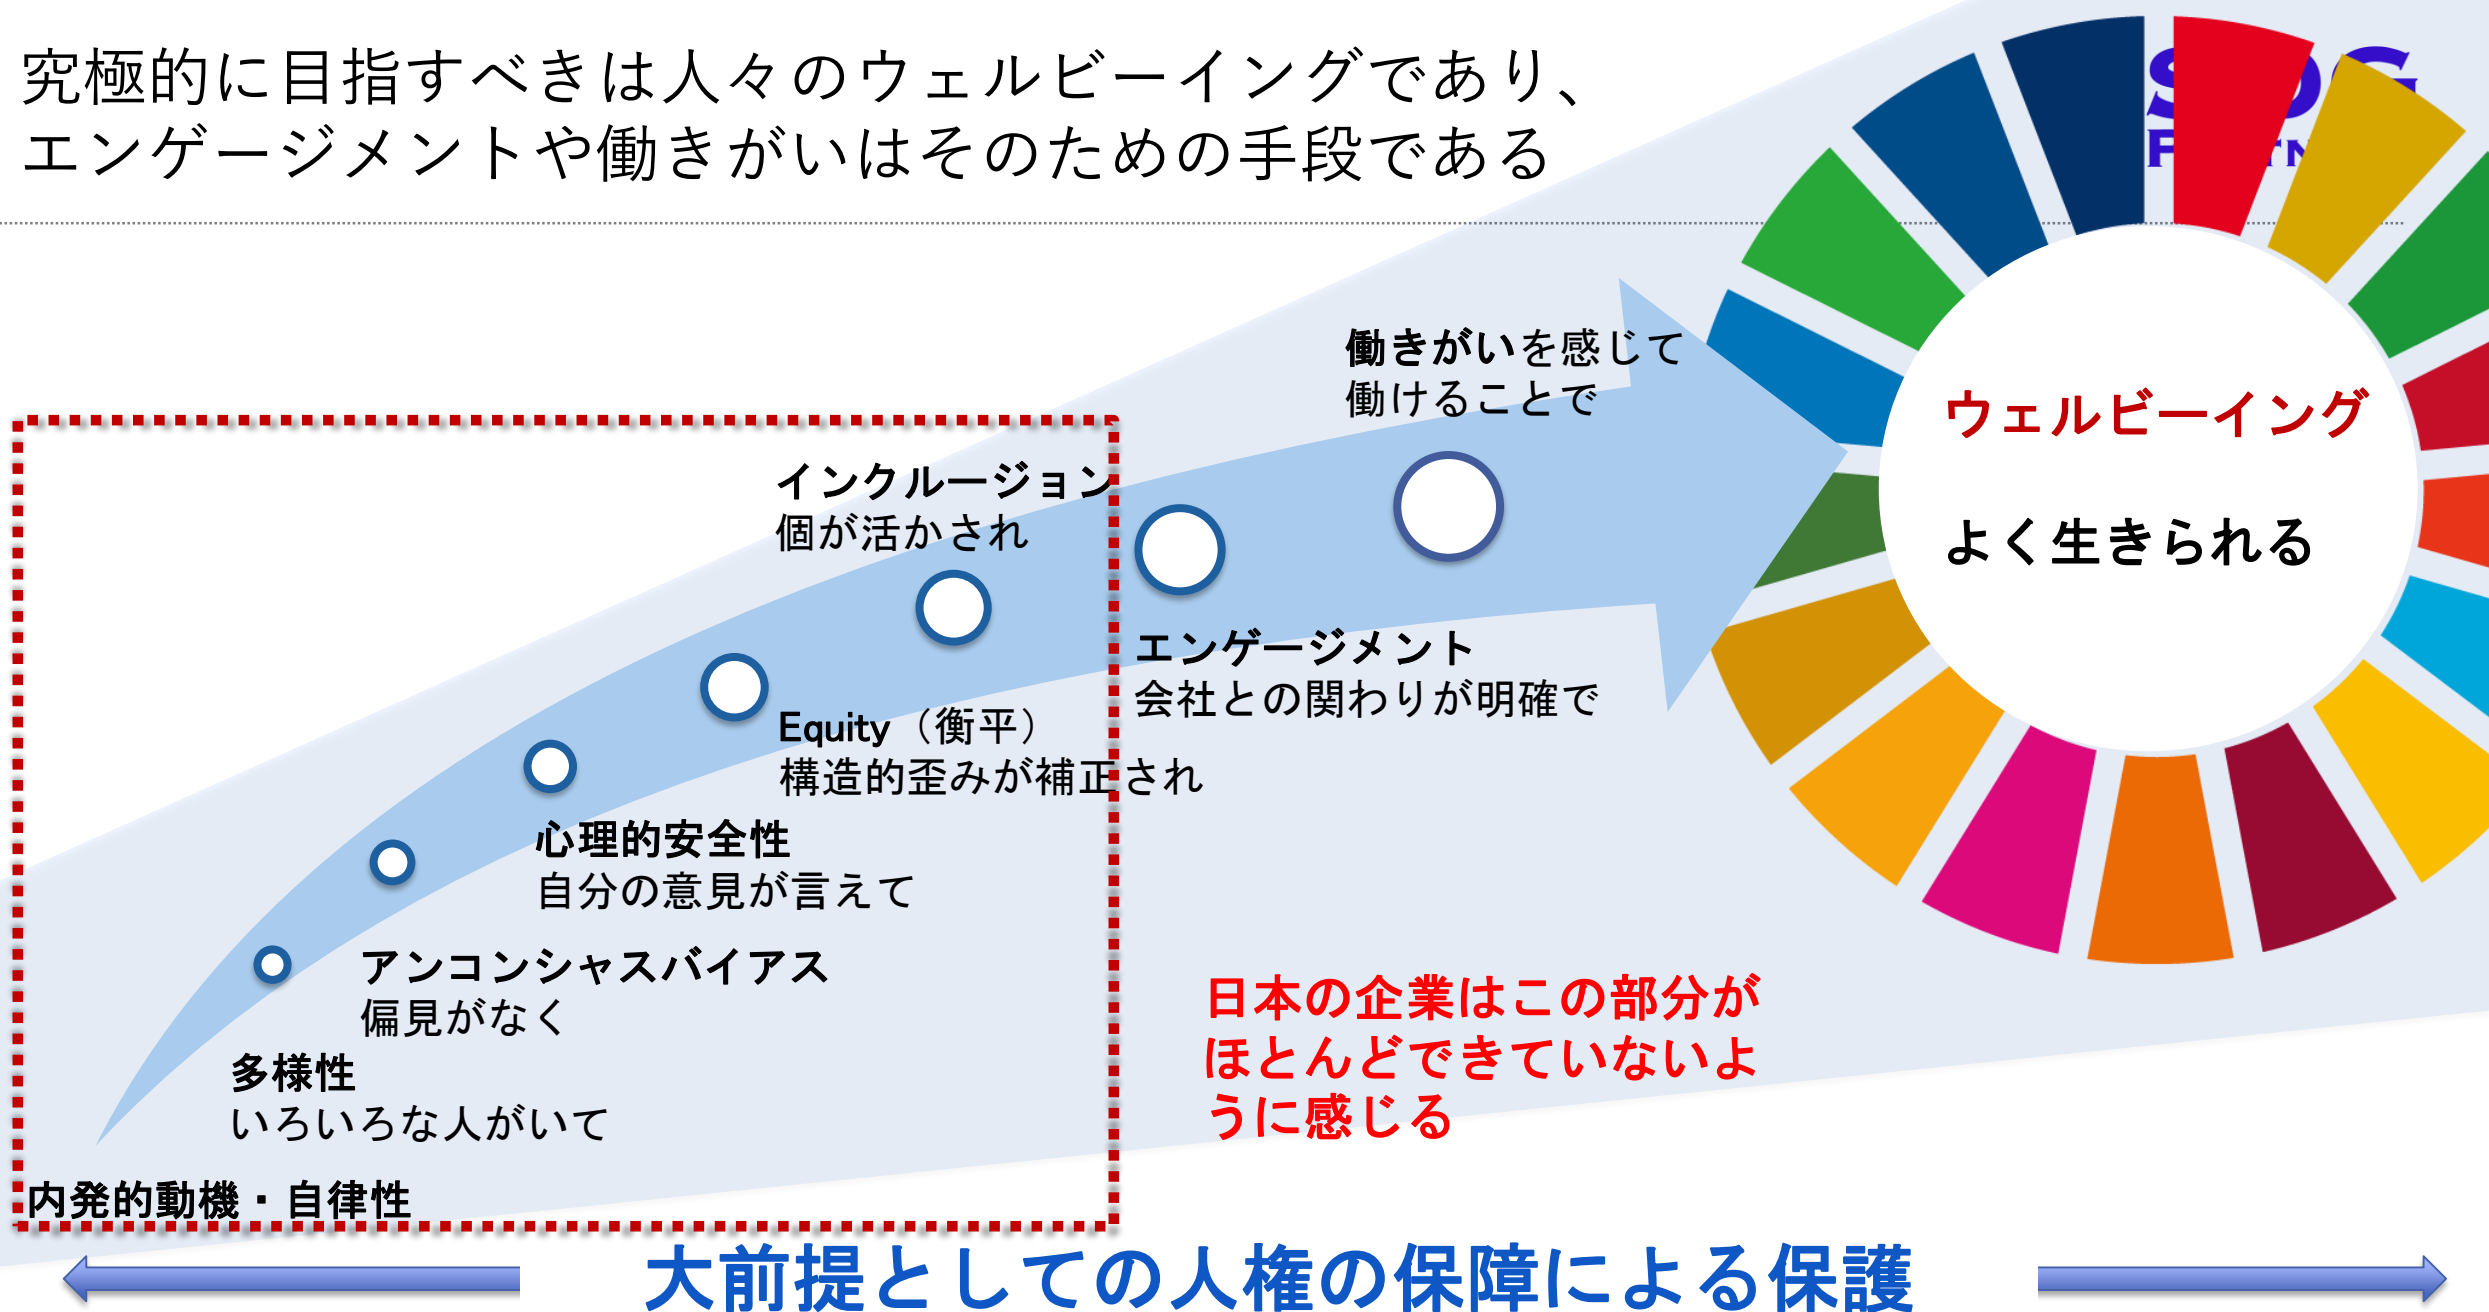 究極的に目指すべきは人々のウェルビーイングであり、
エンゲージメントや働きがいはそのための手段である
働きがいを感じて
働けることで
ウェルビーイング
よく生きられる
インクルージョン
個が活かされ
エンゲージメント
会社との関わりが明確で
Equity（衡平）
構造的歪みが補正され
心理的安全性
自分の意見が言えて
アンコンシャスバイアス
偏見がなく
多様性
いろいろな人がいて
内発的動機・自律性
日本の企業はこの部分が
ほとんどできていないよ
うに感じる
大前提としての人権の保障による保護